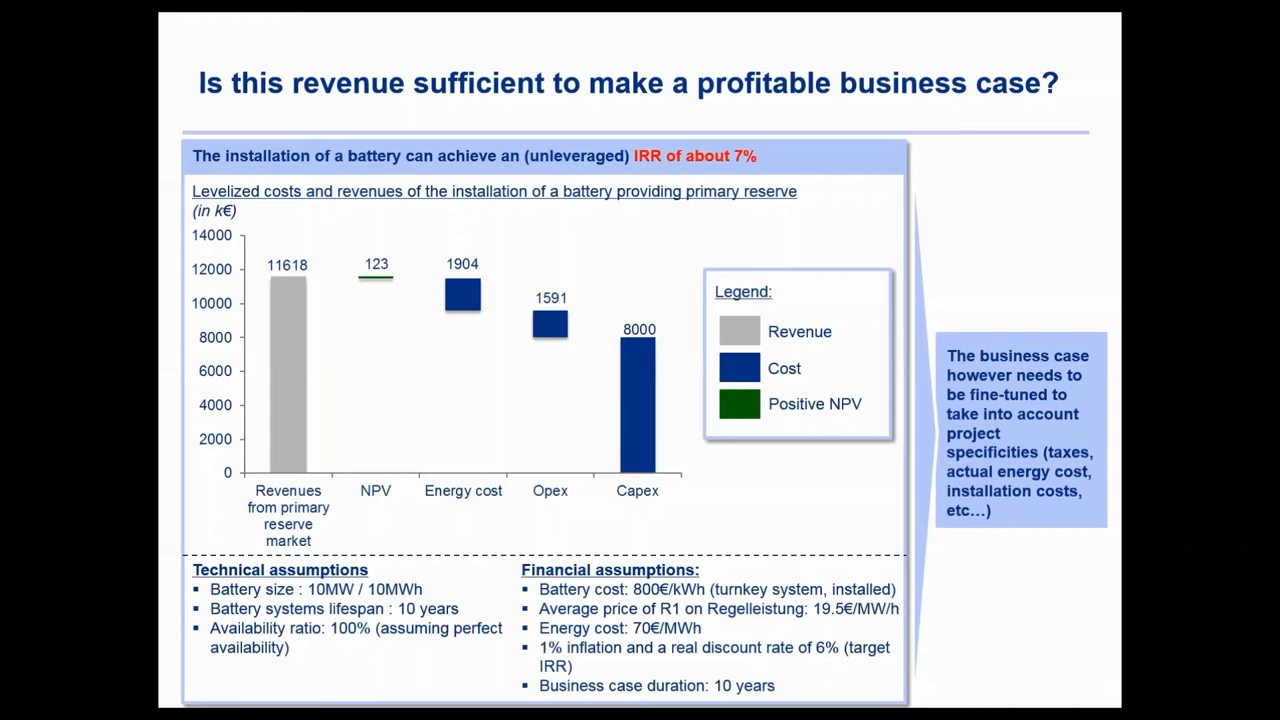 Is this revenue sufficient to make a profitable business case?
The installation of a battery can achieve an (unleveraged) IRR of about 7%
Levelized costs and revenues of the installation of a battery providing primary reserve
(in k€)
14000
12000
10000
8000
6000
4000
2000
0
11618
123
1904
1591
8000
Revenues
from primary
reserve
market
NPV
Energy cost
Opex
Capex
Legend:
Revenue
Cost
Positive NPV
The business case
however needs to
be fine-tuned to
take into account
project
specificities (taxes,
actual energy cost,
installation costs,
etc…)
Technical assumptions
▪ Battery size : 10MW / 10MWh
▪ Battery systems lifespan : 10 years
▪ Availability ratio: 100% (assuming perfect
availability)
Financial assumptions:
▪ Battery cost: 800€/kWh (turnkey system, installed)
▪ Average price of R1 on Regelleistung: 19.5€/MW/h
▪ Energy cost: 70€/MWh
▪ 1% inflation and a real discount rate of 6% (target
IRR)
▪ Business case duration: 10 years